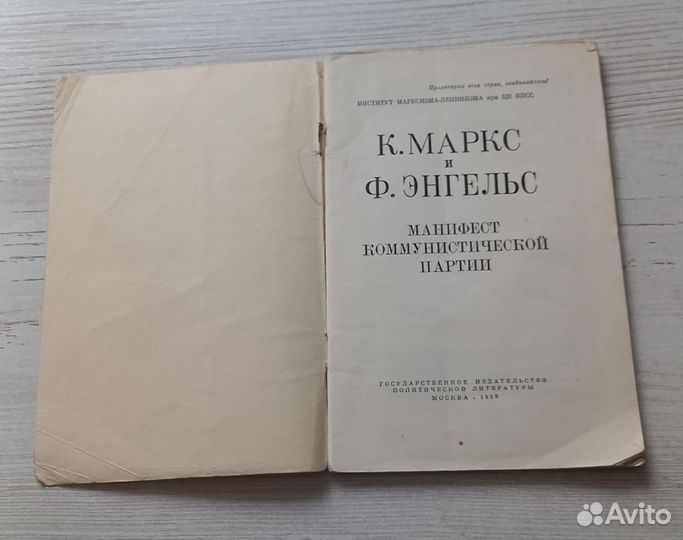 Пролетарии всех стран, соединяйтесь!
ИНСТИТУТ МАРКСИЗМА-ЛЕНИНИЗМА при ЦК КПСС
К. МАРКС
и
Ф. ЭНГЕЛЬС
МАНИФЕСТ
КОММУНИСТИЧЕСКОЙ
ПАРТИИ
ГОСУДАРСТВЕННОЕ ИЗДАТЕЛЬСТВО
ПОЛИТИЧЕСКОЙ ЛИТЕРАТУРЫ
МОСКВА · 1959
Avito